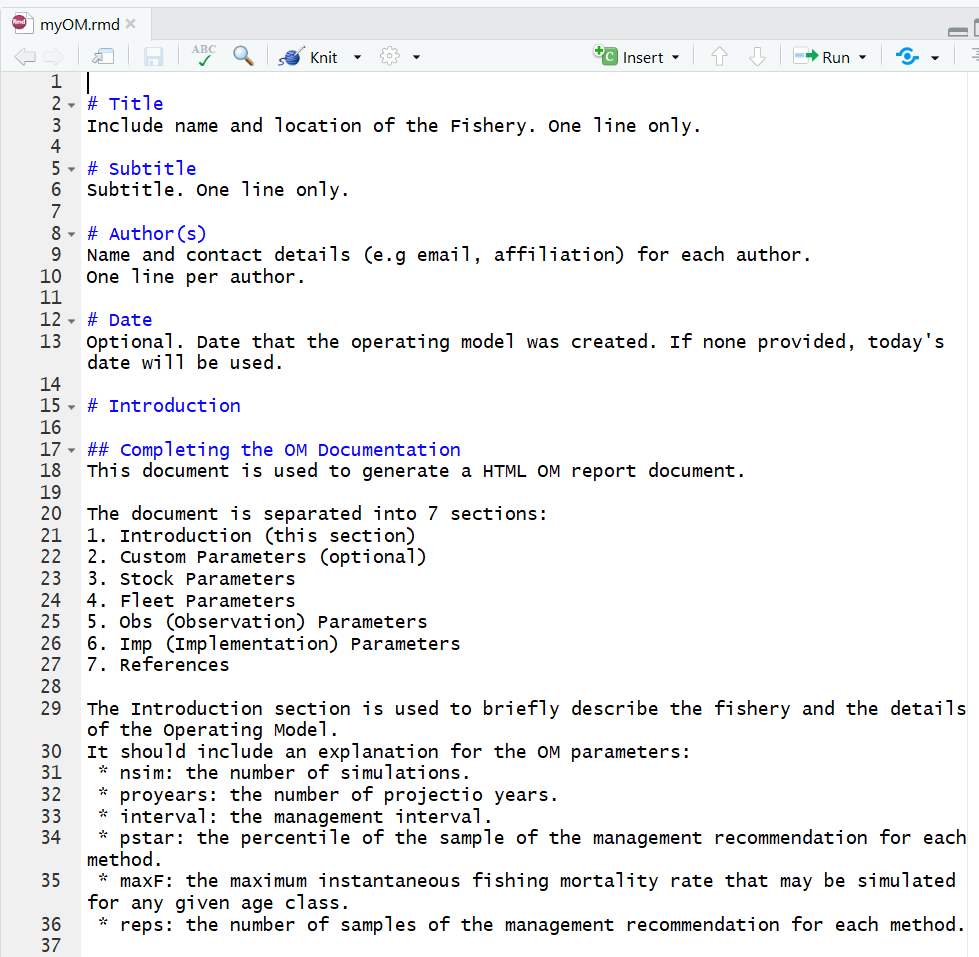 myOM.rmd
ABC Knit Insert Run
1
2 # Title
3 Include name and location of the Fishery. One line only.
4
5 # Subtitle
6 Subtitle. One line only.
7
8 # Author(s)
9 Name and contact details (e.g email, affiliation) for each author.
10 One line per author.
11
12 # Date
13 Optional. Date that the operating model was created. If none provided, today's
date will be used.
14
15 # Introduction
16
17 ## Completing the OM Documentation
18 This document is used to generate a HTML OM report document.
19
20 The document is separated into 7 sections:
21 1. Introduction (this section)
22 2. Custom Parameters (optional)
23 3. Stock Parameters
24 4. Fleet Parameters
25 5. Obs (Observation) Parameters
26 6. Imp (Implementation) Parameters
27 7. References
28
29 The Introduction section is used to briefly describe the fishery and the details
of the Operating Model.
30 It should include an explanation for the OM parameters:
31 * nsim: the number of simulations.
32 * proyears: the number of projectio years.
33 * interval: the management interval.
34 * pstar: the percentile of the sample of the management recommendation for each
method.
35 * maxF: the maximum instantaneous fishing mortality rate that may be simulated
for any given age class.
36 * reps: the number of samples of the management recommendation for each method.
37